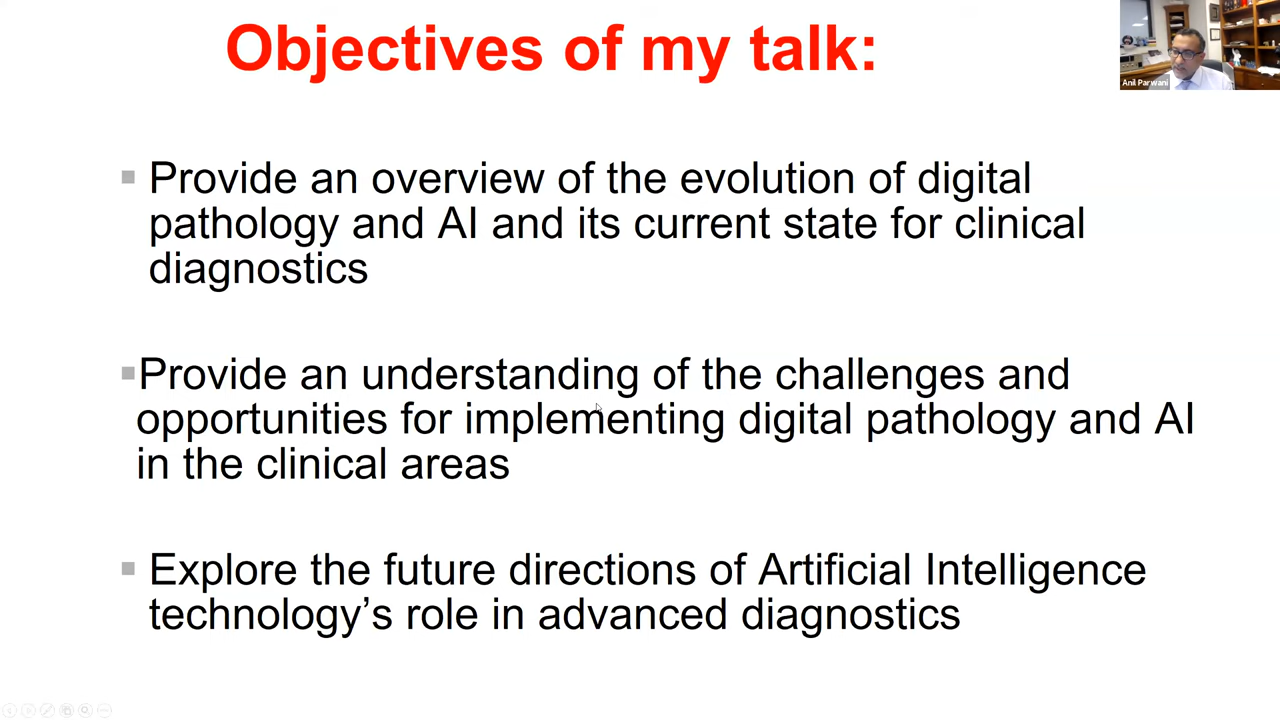 Objectives of my talk:
Anil Parwani
Provide an overview of the evolution of digital
pathology and AI and its current state for clinical
diagnostics
Provide an understanding of the challenges and
opportunities for implementing digital pathology and AI
in the clinical areas
Explore the future directions of Artificial Intelligence
technology’s role in advanced diagnostics